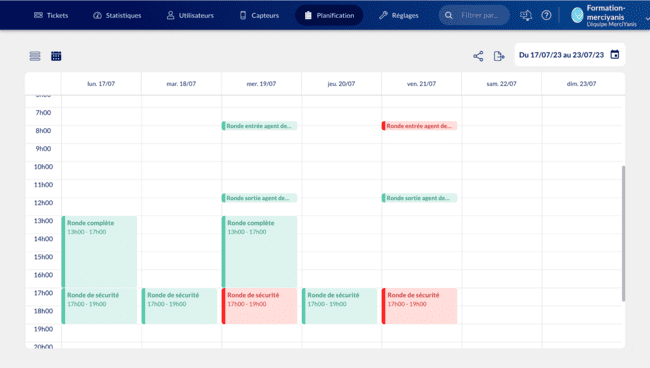 Tickets Statistiques Utilisateurs Capteurs Planification Réglages Filtrer par... Formation-
merciyanis
L'équipe MerciYanis
Du 17/07/23 au 23/07/23
lun. 17/07 mar. 18/07 mer. 19/07 jeu. 20/07 ven. 21/07 sam. 22/07 dim. 23/07
7h00
Ronde entrée agent de... Ronde entrée agent de...
8h00
9h00
10h00
11h00
Ronde sortie agent de... Ronde sortie agent de...
12h00
13h00 Ronde complète Ronde complète
13h00 - 17h00 13h00 - 17h00
14h00
15h00
16h00
17h00 Ronde de sécurité Ronde de sécurité Ronde de sécurité Ronde de sécurité Ronde de sécurité
17h00 - 19h00 17h00 - 19h00 17h00 - 19h00 17h00 - 19h00 17h00 - 19h00
18h00
19h00
20h00